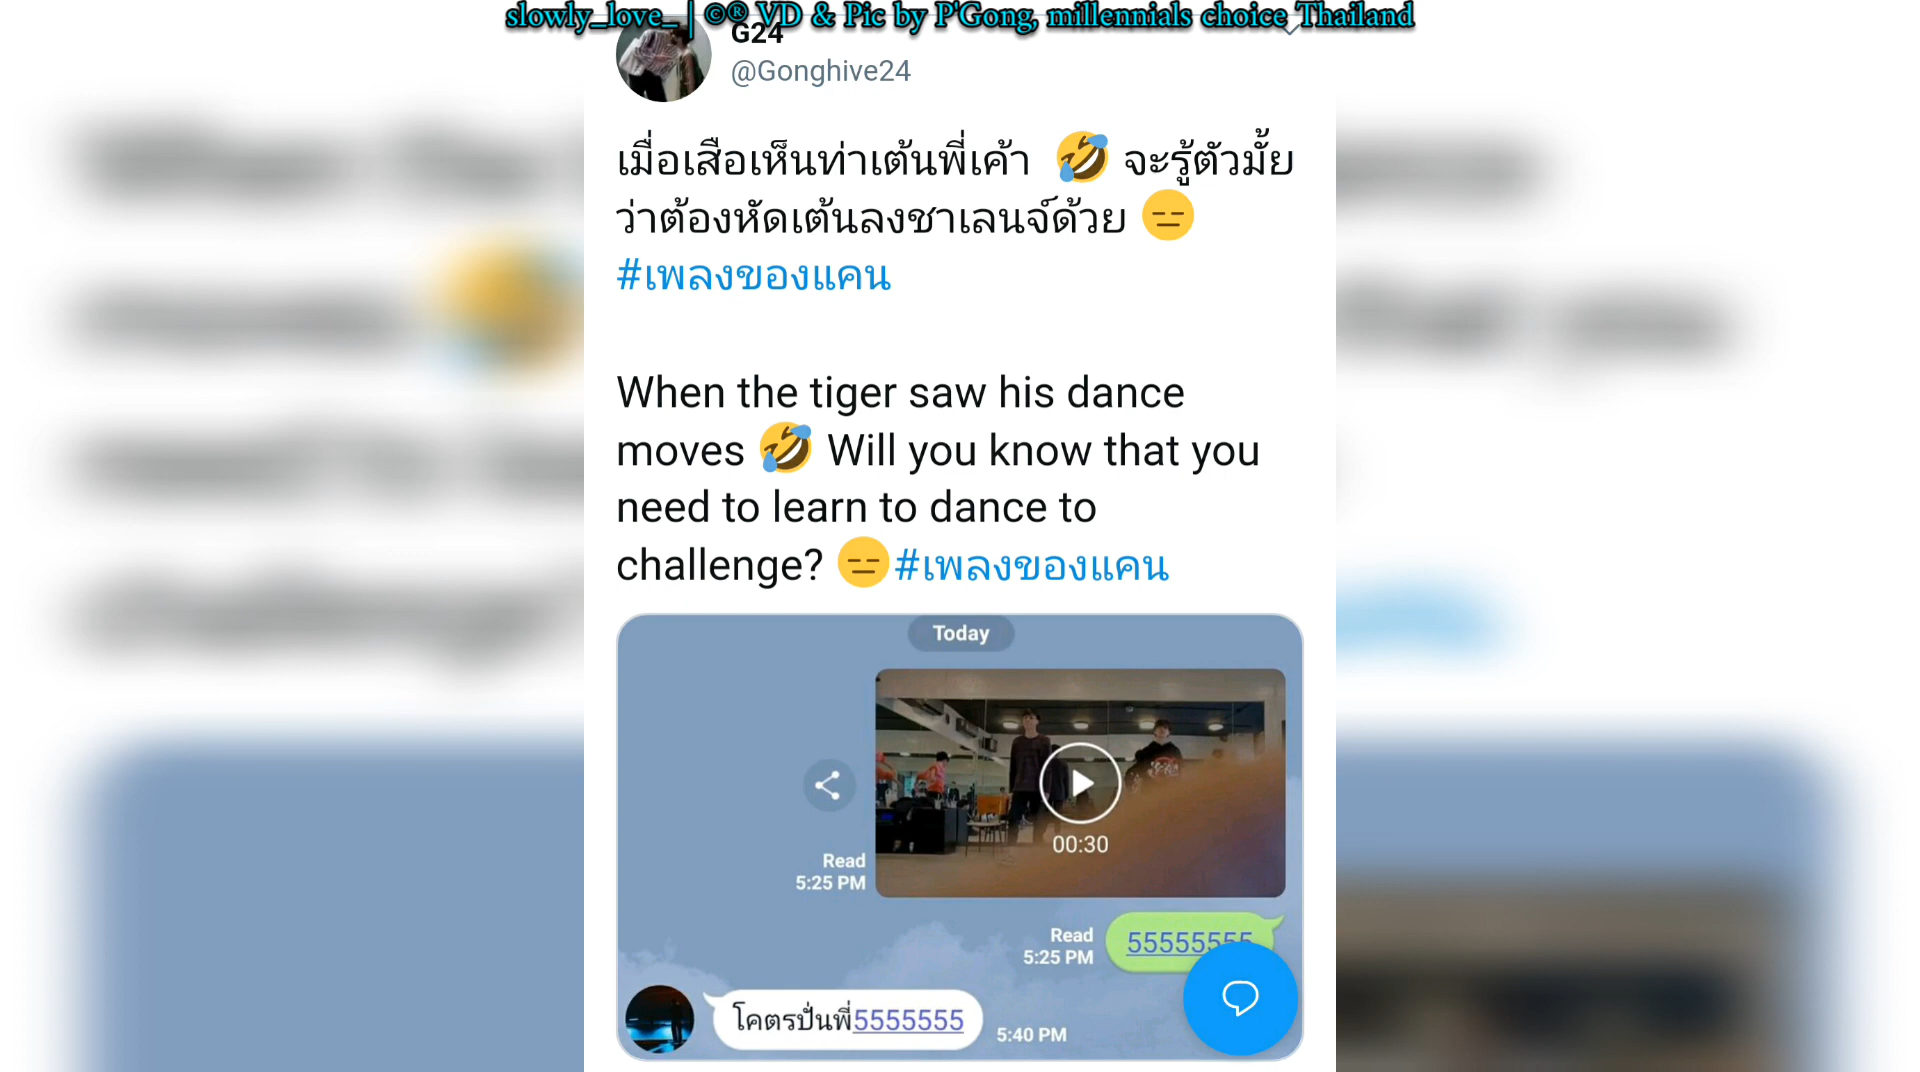 slowly_love_ | ©® VD & Pic by P'Gong, millennials choice Thailand
G24
@Gonghive24
เมื่อเสือเห็นท่าเต้นพี่เค้า 🤣 จะรู้ตัวมั้ย
ว่าต้องหัดเต้นลงชาเลนจ์ด้วย 😑
#เพลงของแคน
When the tiger saw his dance
moves 🤣 Will you know that you
need to learn to dance to
challenge? 😑#เพลงของแคน
Today
00:30
Read
5:25 PM
Read
5:25 PM
55555555
โคตรปั่นพี่5555555
5:40 PM